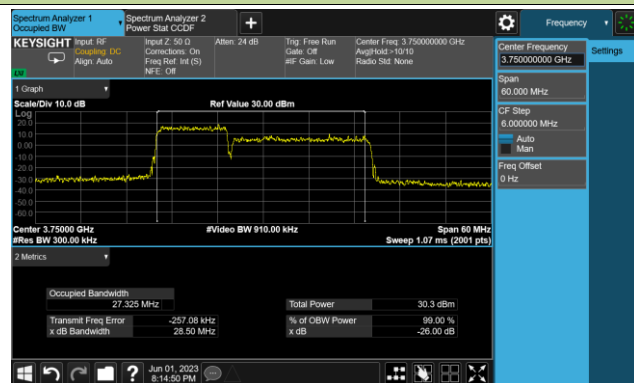 Spectrum Analyzer 1
Occupied BW
Spectrum Analyzer 2
Power Stat CCDF
+
Frequency
KEYSIGHT
Input: RF
Coupling: DC
Align: Auto
Input Z: 50 Ω
Corrections: On
Freq Ref: Int (S)
NFE: Off
Atten: 24 dB
Trig: Free Run
Gate: Off
#IF Gain: Low
Center Freq: 3.750000000 GHz
Avg|Hold:>10/10
Radio Std: None
Center Frequency
3.750000000 GHz
Settings
Span
60.000 MHz
CF Step
6.000000 MHz
Auto
Man
Freq Offset
0 Hz
1 Graph
Scale/Div 10.0 dB
Ref Value 30.00 dBm
Log
20.0
10.0
0.00
-10.0
-20.0
-30.0
-40.0
-50.0
-60.0
Center 3.75000 GHz
#Video BW 910.00 kHz
Span 60 MHz
#Res BW 300.00 kHz
Sweep 1.07 ms (2001 pts)
2 Metrics
Occupied Bandwidth
27.325 MHz
Total Power
30.3 dBm
Transmit Freq Error
-257.08 kHz
% of OBW Power
99.00 %
x dB Bandwidth
28.50 MHz
x dB
-26.00 dB
?
Jun 01, 2023
8:14:50 PM